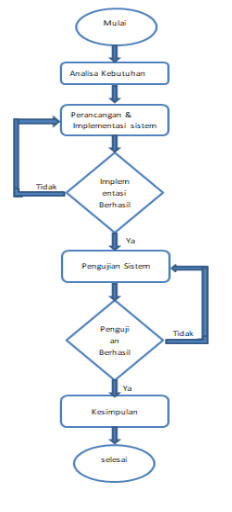 Mulai
Analisa Kebutuhan
Perancangan &
Implementasi sistem
Implem
entasi
Berhasil
Tidak
Ya
Pengujian Sistem
Penguji
an
Berhasil
Tidak
Ya
Kesimpulan
selesai